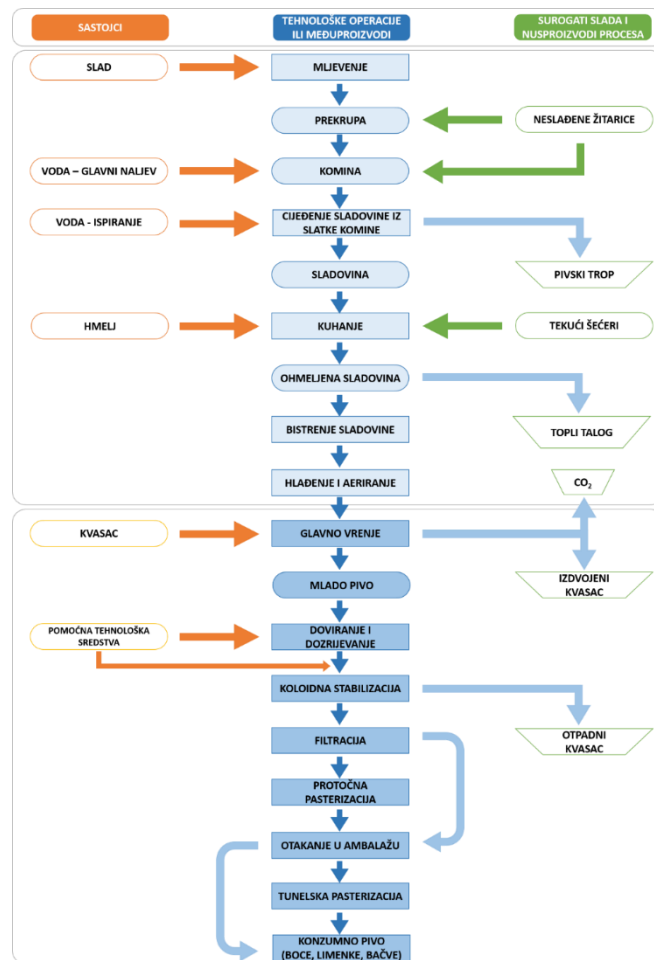 SASTOJCI
TEHNOLOŠKE OPERACIJE
ILI MEĐUPROIZVODI
SUROGATI SLADA I
NUSPROIZVODI PROCESA
SLAD
MLJEVENJE
PREKRUPA
NESLAĐENE ŽITARICE
VODA – GLAVNI NALJEV
KOMINA
VODA - ISPIRANJE
CIJEĐENJE SLADOVINE IZ
SLATKE KOMINE
SLADOVINA
PIVSKI TROP
HMELJ
KUHANJE
TEKUĆI ŠEĆERI
OHMELJENA SLADOVINA
BISTRENJE SLADOVINE
TOPLI TALOG
HLAĐENJE I AERIRANJE
CO₂
KVASAC
GLAVNO VRENJE
MLADO PIVO
IZDVOJENI
KVASAC
POMOĆNA TEHNOLOŠKA
SREDSTVA
DOVIRANJE I
DOZRIJEVANJE
KOLOIDNA STABILIZACIJA
FILTRACIJA
OTPADNI
KVASAC
PROTOČNA
PASTERIZACIJA
OTAKANJE U AMBALAŽU
TUNELSKA PASTERIZACIJA
KONZUMNO PIVO
(BOCE, LIMENKE, BAČVE)